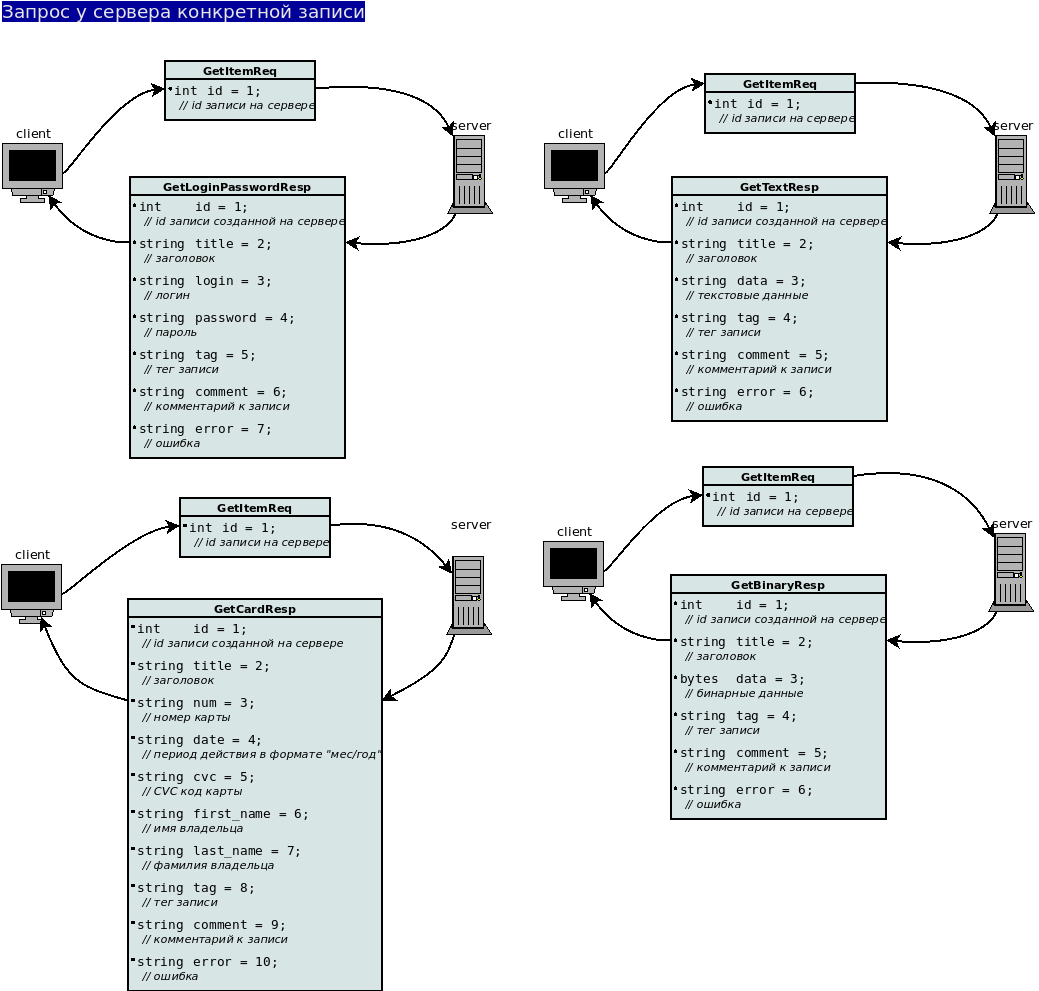 Запрос у сервера конкретной записи
GetItemReq
int id = 1;
// id записи на сервере
client
server
GetLoginPasswordResp
int    id = 1;
// id записи созданной на сервере
string title = 2;
// заголовок
string login = 3;
// логин
string password = 4;
// пароль
string tag = 5;
// тег записи
string comment = 6;
// комментарий к записи
string error = 7;
// ошибка
GetItemReq
int id = 1;
// id записи на сервере
client
server
GetTextResp
int    id = 1;
// id записи созданной на сервере
string title = 2;
// заголовок
string data = 3;
// текстовые данные
string tag = 4;
// тег записи
string comment = 5;
// комментарий к записи
string error = 6;
// ошибка
GetItemReq
int id = 1;
// id записи на сервере
client
server
GetCardResp
int    id = 1;
// id записи созданной на сервере
string title = 2;
// заголовок
string num = 3;
// номер карты
string date = 4;
// период действия в формате "мес/год"
string cvc = 5;
// CVC код карты
string first_name = 6;
// имя владельца
string last_name = 7;
// фамилия владельца
string tag = 8;
// тег записи
string comment = 9;
// комментарий к записи
string error = 10;
// ошибка
GetItemReq
int id = 1;
// id записи на сервере
client
server
GetBinaryResp
int    id = 1;
// id записи созданной на сервере
string title = 2;
// заголовок
bytes  data = 3;
// бинарные данные
string tag = 4;
// тег записи
string comment = 5;
// комментарий к записи
string error = 6;
// ошибка